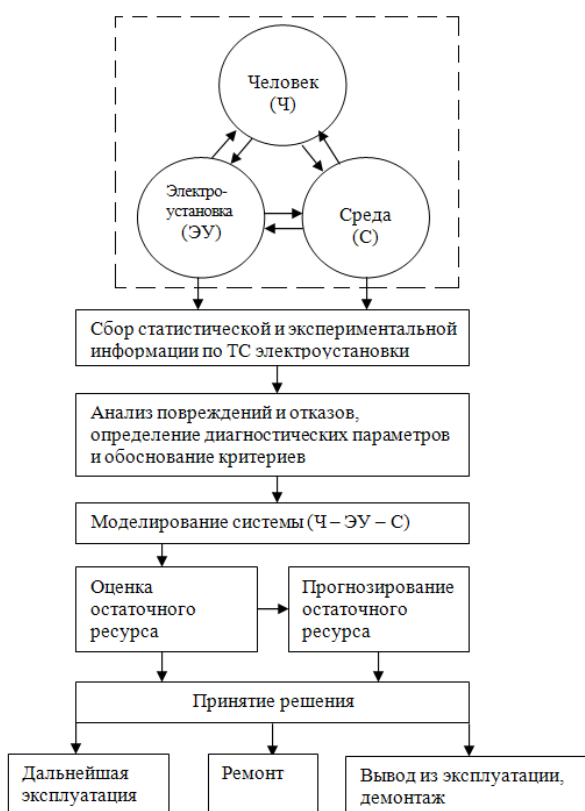 Человек
(Ч)
Электро-
установка
(ЭУ)
Среда
(С)
Сбор статистической и экспериментальной
информации по ТС электроустановки
Анализ повреждений и отказов,
определение диагностических параметров
и обоснование критериев
Моделирование системы (Ч – ЭУ – С)
Оценка
остаточного
ресурса
Прогнозирование
остаточного
ресурса
Принятие решения
Дальнейшая
эксплуатация
Ремонт
Вывод из эксплуатации,
демонтаж